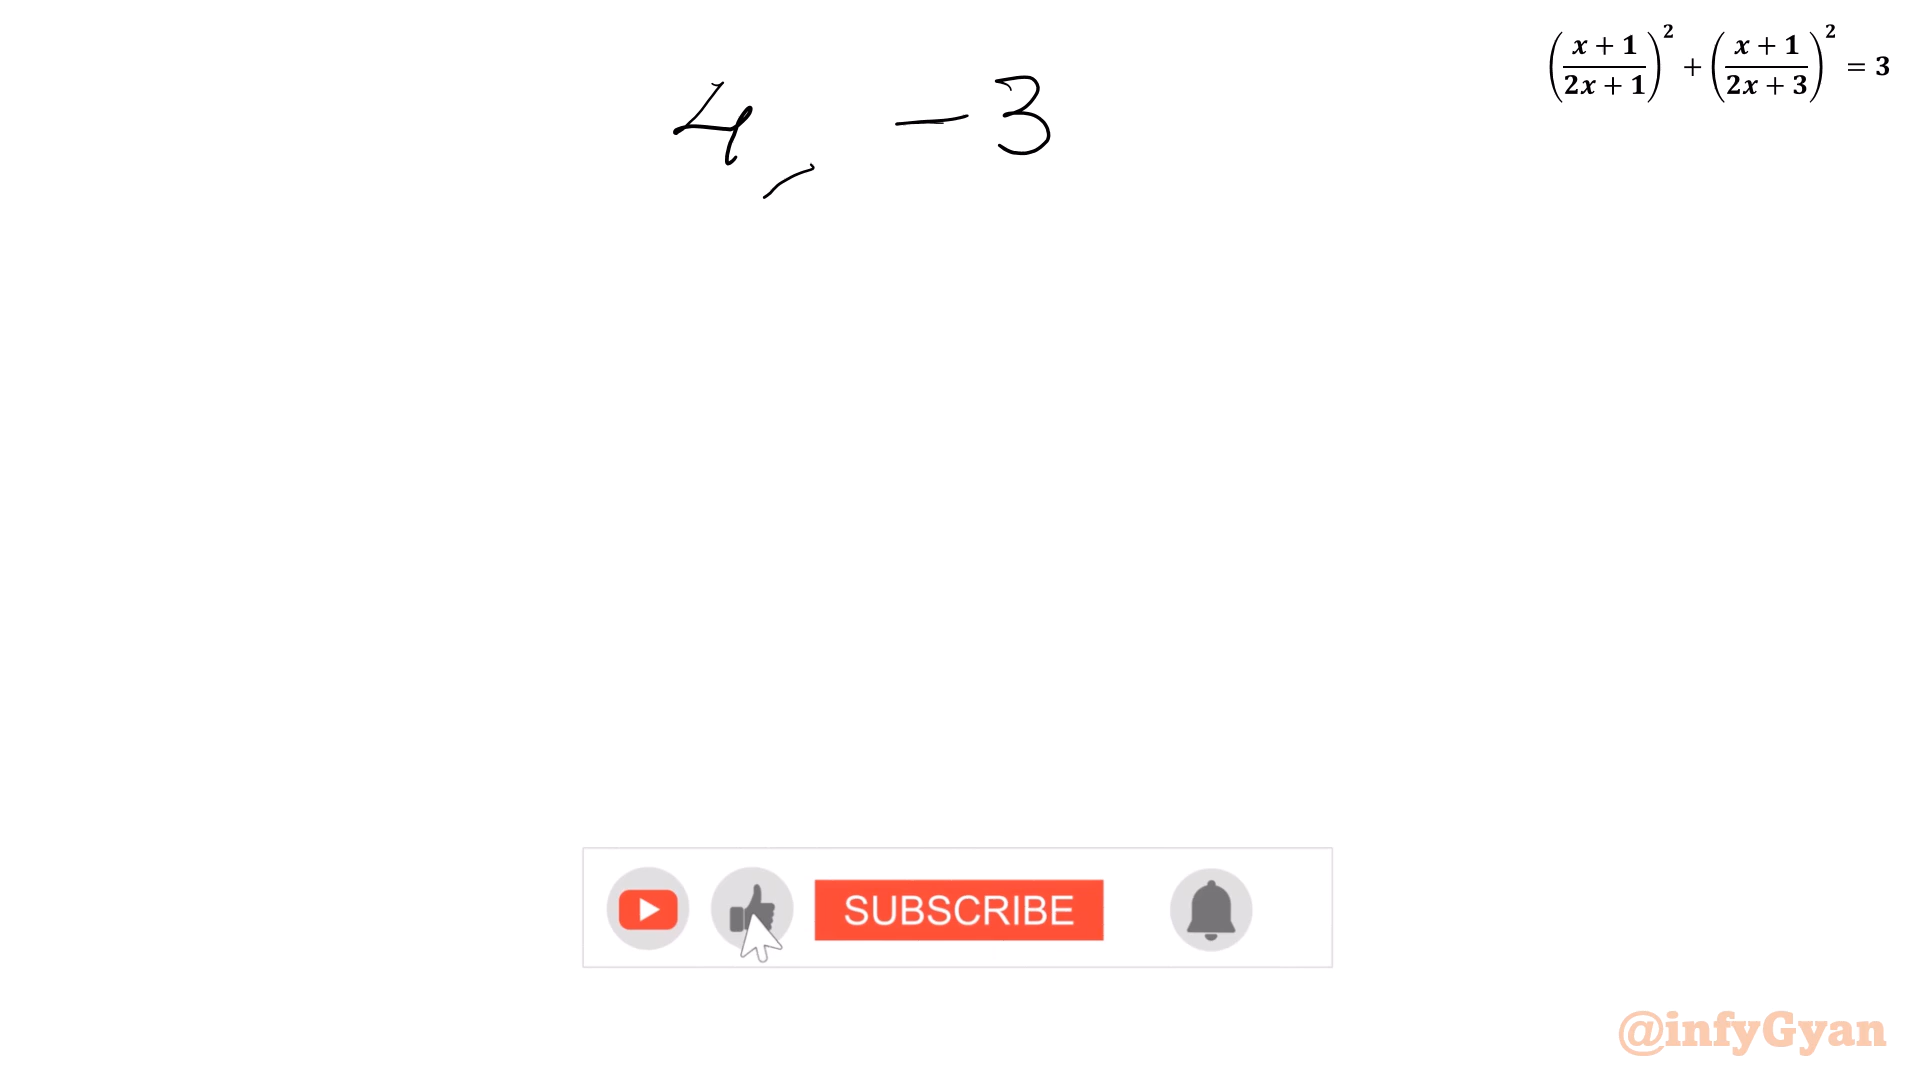 4, -3
(x + 1 / 2x + 1)² + (x + 1 / 2x + 3)² = 3
SUBSCRIBE
@infyGyan